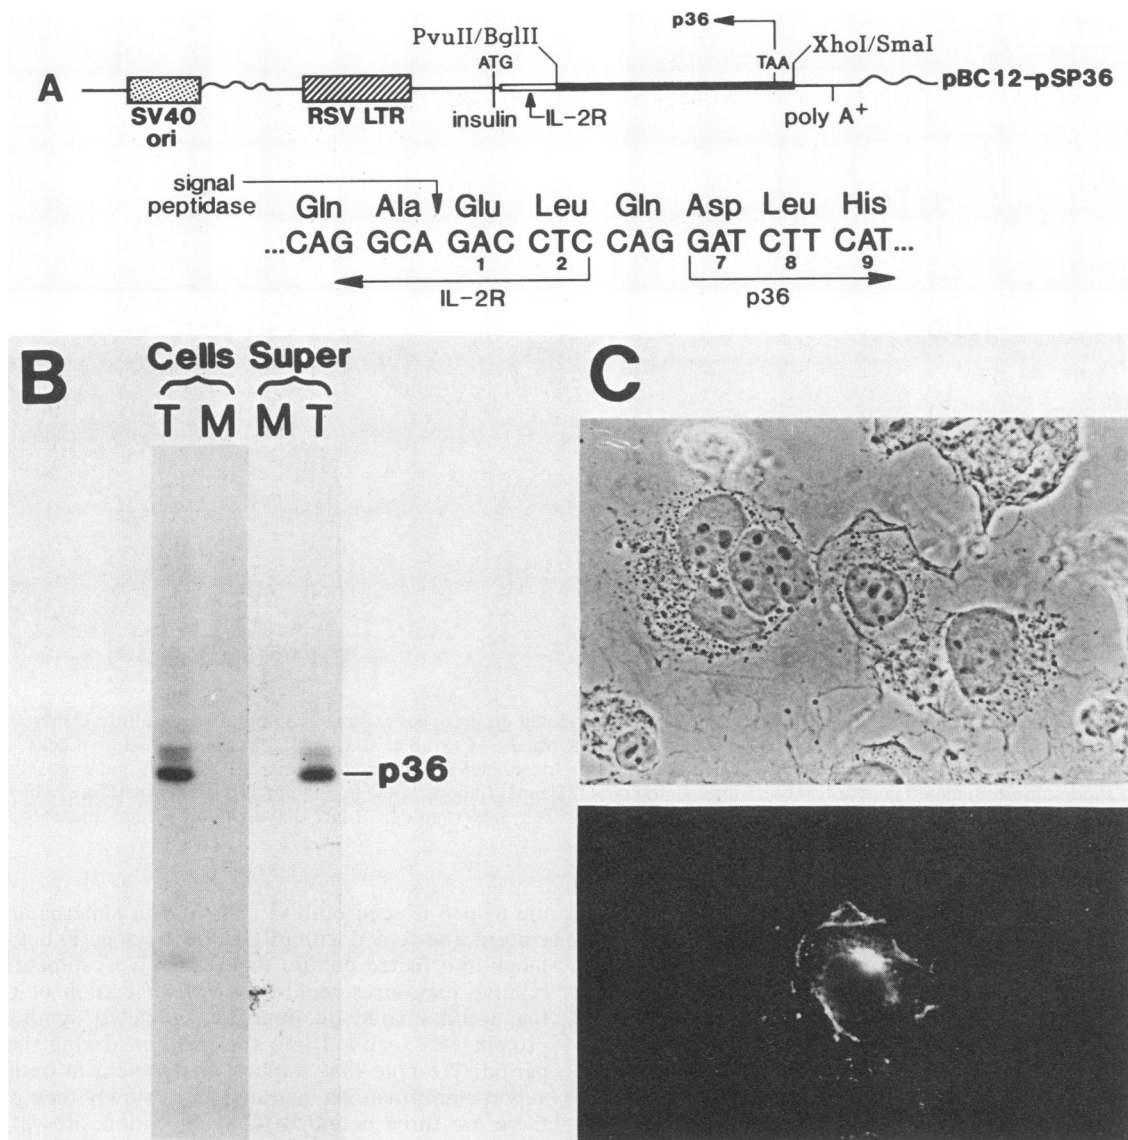 A
p36
PvuII/BglII
ATG
TAA
XhoI/SmaI
pBC12-pSP36
SV40
ori
RSV LTR
insulin
IL-2R
poly A+
signal
peptidase
Gln Ala Glu Leu Gln Asp Leu His
...CAG GCA GAC CTC CAG GAT CTT CAT...
1 2 7 8 9
IL-2R p36
B
Cells Super
T M M T
p36
C